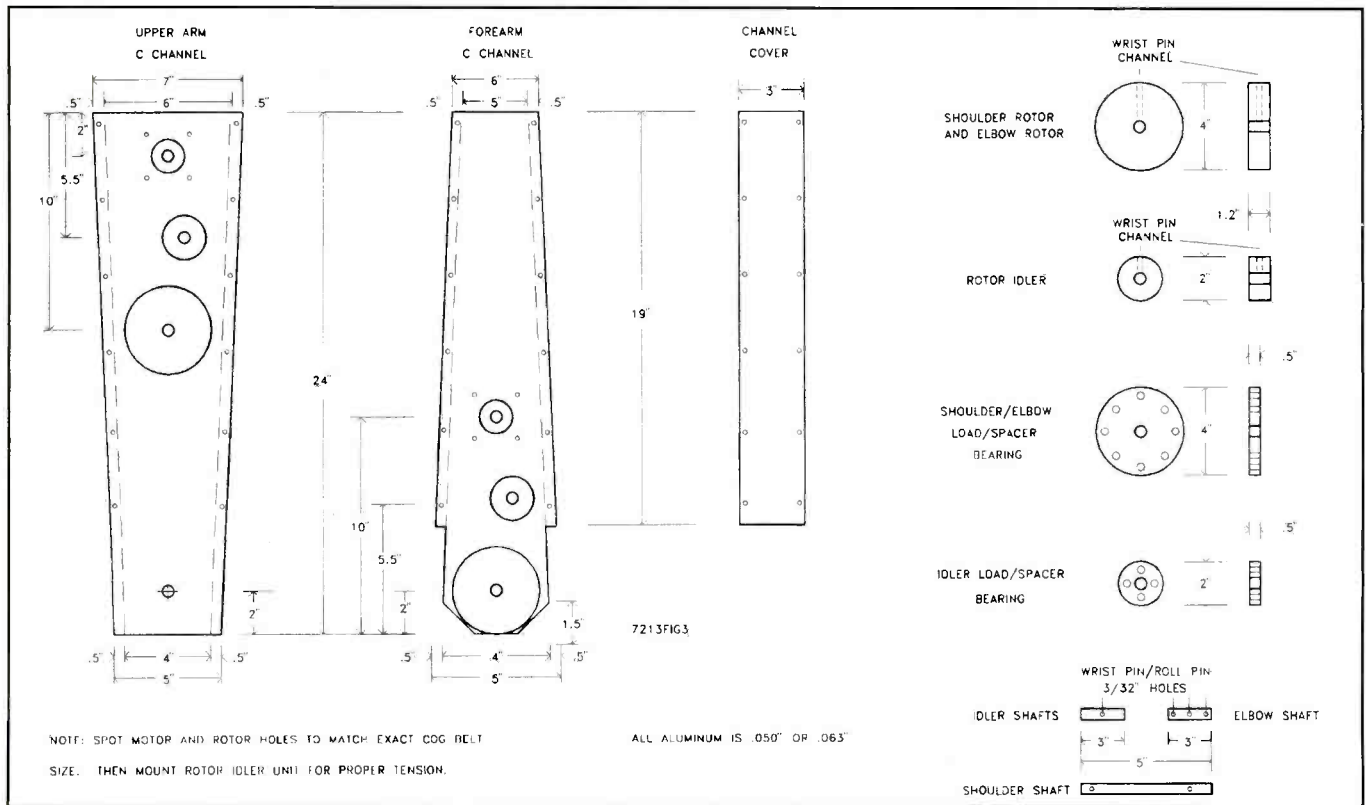 UPPER ARM
C CHANNEL
7"
6"
.5"
.5"
2"
5.5"
10"
24"
2"
.5"
4"
.5"
5"
FOREARM
C CHANNEL
6"
.5"
5"
.5"
19"
10"
5.5"
2"
1.5"
.5"
.4"
.5"
5"
CHANNEL
COVER
3"
7213FIG3
WRIST PIN
CHANNEL
SHOULDER ROTOR
AND ELBOW ROTOR
4"
1.2"
WRIST PIN
CHANNEL
ROTOR IDLER
2"
.5"
SHOULDER/ELBOW
LOAD/SPACER
BEARING
4"
.5"
IDLER LOAD/SPACER
BEARING
2"
WRIST PIN/ROLL PIN
3/32" HOLES
IDLER SHAFTS
ELBOW SHAFT
3"
3"
5"
SHOULDER SHAFT
NOTE: SPOT MOTOR AND ROTOR HOLES TO MATCH EXACT COG BELT
SIZE. THEN MOUNT ROTOR IDLER UNIT FOR PROPER TENSION.
ALL ALUMINUM IS .050" OR .063"